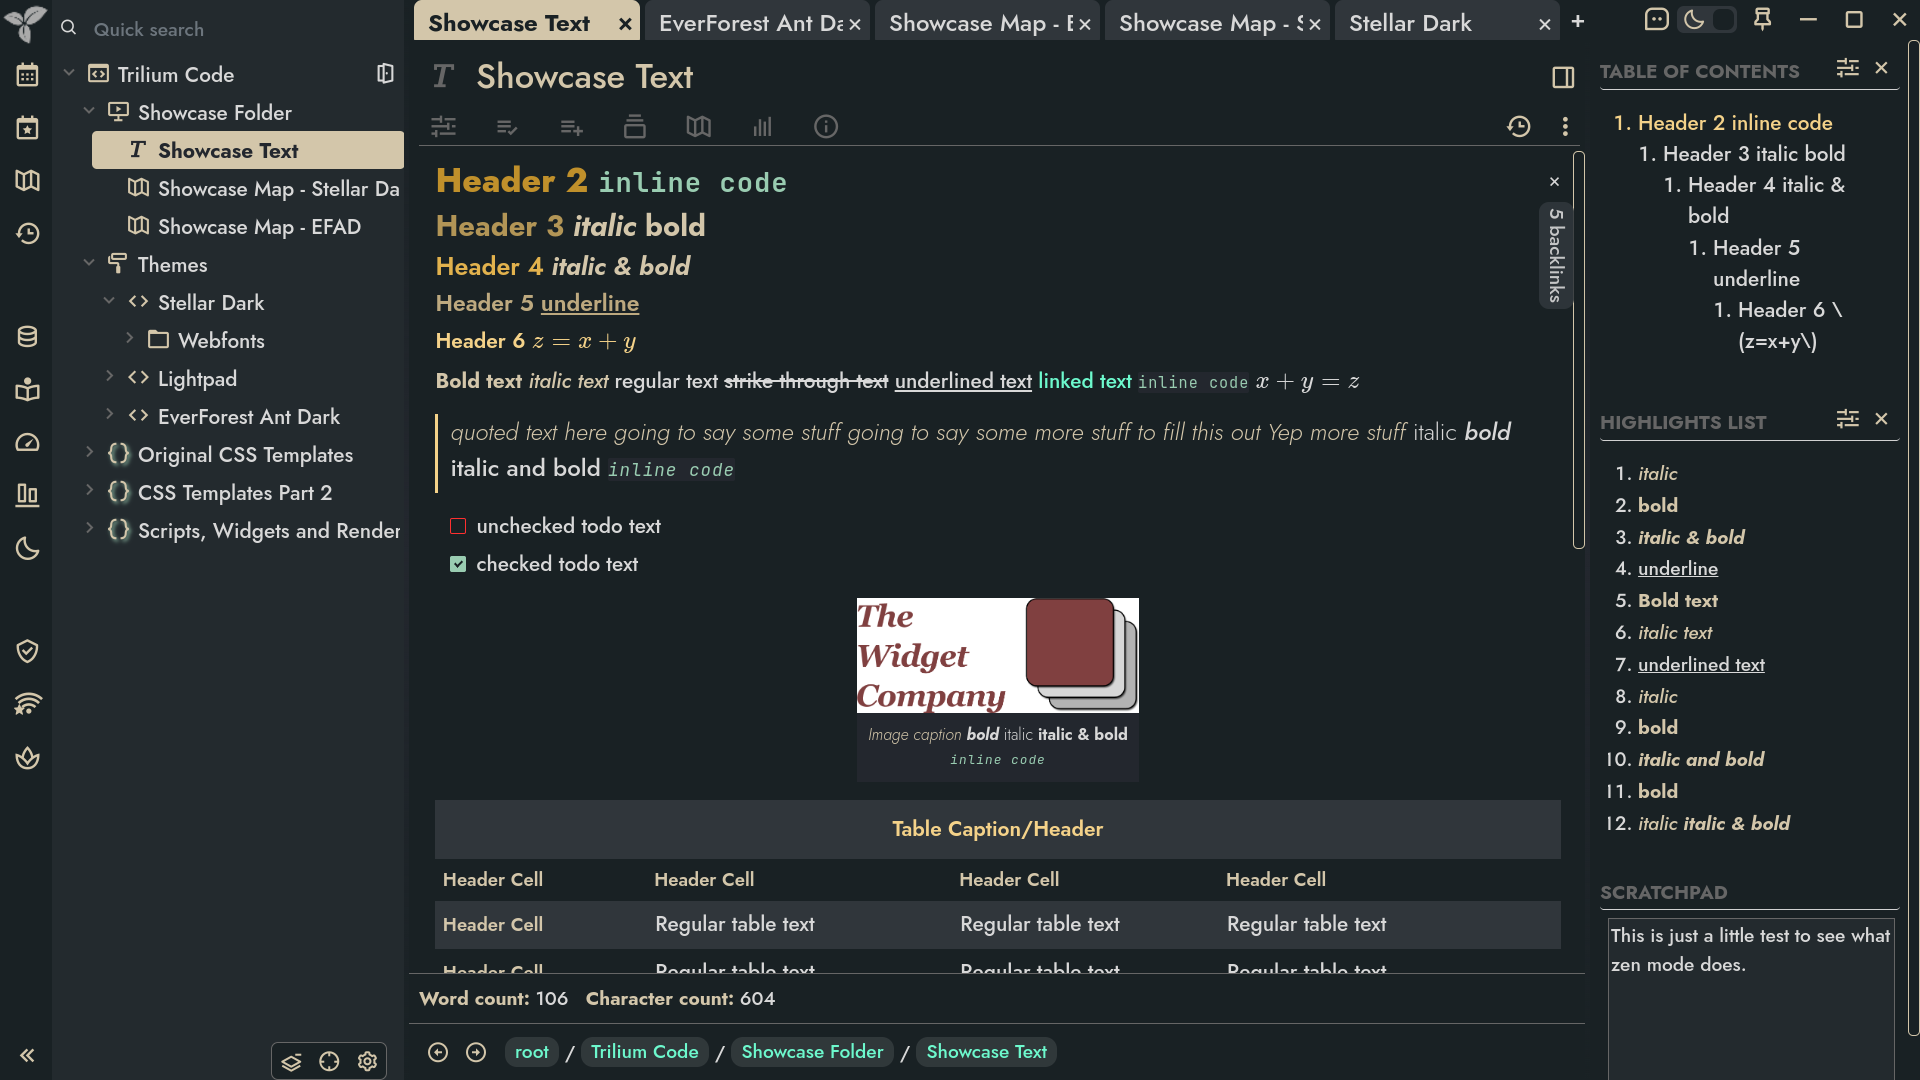 Quick search
Trilium Code
Showcase Folder
Showcase Text
Showcase Map - Stellar Da
Showcase Map - EFAD
Themes
Stellar Dark
Webfonts
Lightpad
EverForest Ant Dark
Original CSS Templates
CSS Templates Part 2
Scripts, Widgets and Render
Showcase Text
EverForest Ant Da
Showcase Map - E
Showcase Map - S
Stellar Dark
T Showcase Text
Header 2 inline code
Header 3 italic bold
Header 4 italic & bold
Header 5 underline
Header 6 z = x + y
Bold text italic text regular text strike through text underlined text linked text inline code x + y = z
quoted text here going to say some stuff going to say some more stuff to fill this out Yep more stuff italic bold
italic and bold inline code
unchecked todo text
checked todo text
The
Widget
Company
Image caption bold italic italic & bold
inline code
Table Caption/Header
Header Cell Header Cell Header Cell Header Cell
Header Cell Regular table text Regular table text Regular table text
Header Cell Regular table text Regular table text Regular table text
5 backlinks
Word count: 106 Character count: 604
root / Trilium Code / Showcase Folder / Showcase Text
TABLE OF CONTENTS
1. Header 2 inline code
1. Header 3 italic bold
1. Header 4 italic &
bold
1. Header 5
underline
1. Header 6 \
(z=x+y\)
HIGHLIGHTS LIST
1. italic
2. bold
3. italic & bold
4. underline
5. Bold text
6. italic text
7. underlined text
8. italic
9. bold
10. italic and bold
11. bold
12. italic italic & bold
SCRATCHPAD
This is just a little test to see what
zen mode does.